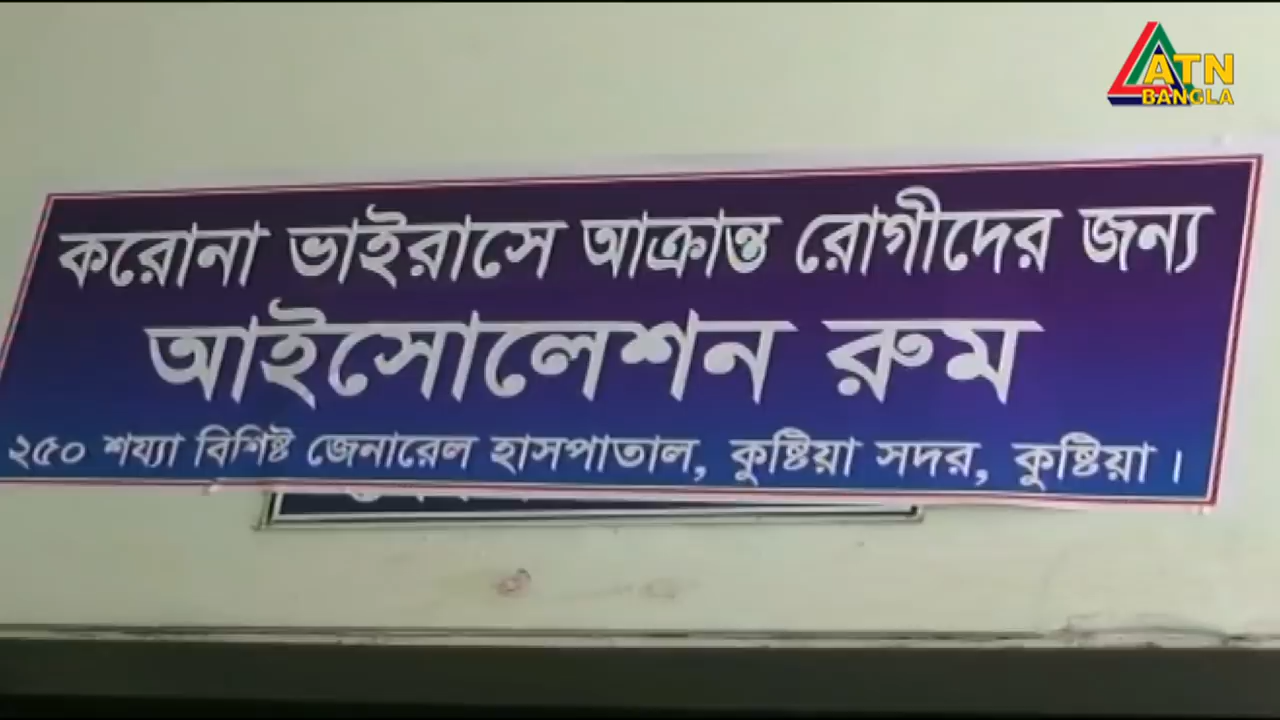 ATN
BANGLA
করোনা ভাইরাসে আক্রান্ত রোগীদের জন্য
আইসোলেশন রুম
২৫০ শয্যা বিশিষ্ট জেনারেল হাসপাতাল, কুষ্টিয়া সদর, কুষ্টিয়া।